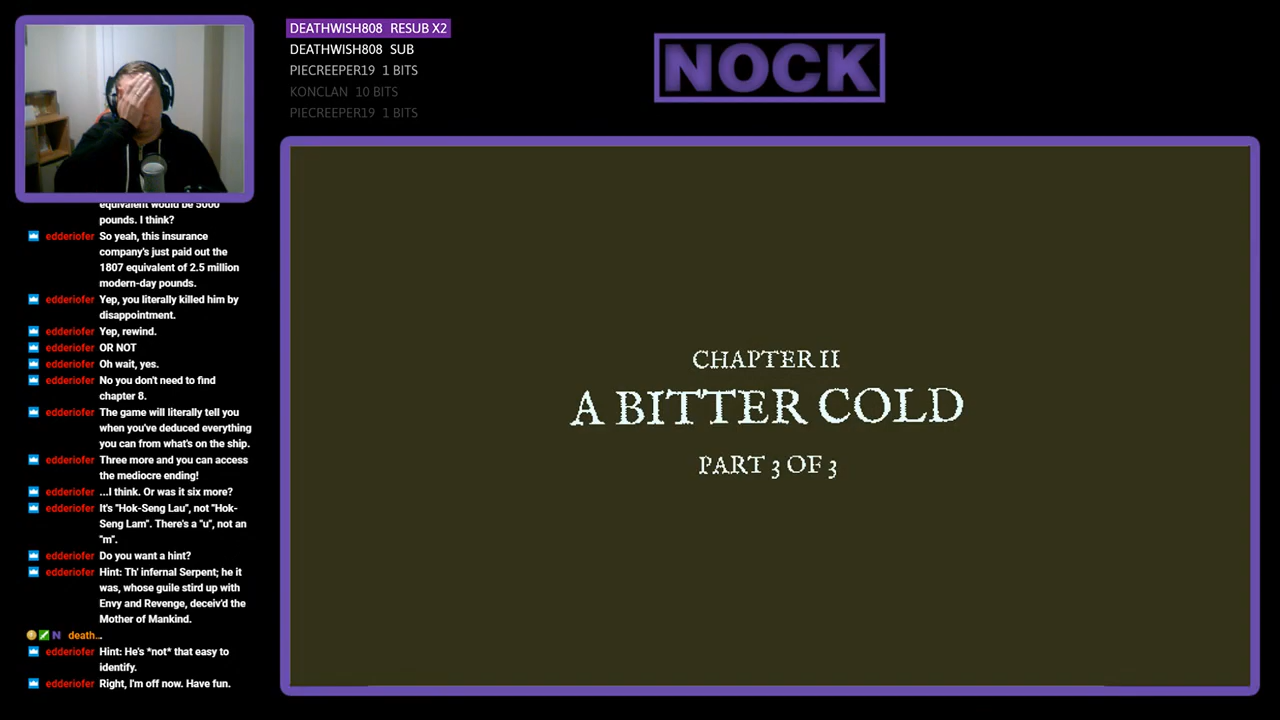 DEATHWISH808 RESUB X2
DEATHWISH808 SUB
PIECREEPER19 1 BITS
KONCLAN 10 BITS
PIECREEPER19 1 BITS
NOCK
equivalent would be 5000
pounds. I think?
edderiofer So yeah, this insurance
company's just paid out the
1807 equivalent of 2.5 million
modern-day pounds.
edderiofer Yep, you literally killed him by
disappointment.
edderiofer Yep, rewind.
edderiofer OR NOT
edderiofer Oh wait, yes.
edderiofer No you don't need to find
chapter 8.
edderiofer The game will literally tell you
when you've deduced everything
you can from what's on the ship.
edderiofer Three more and you can access
the mediocre ending!
edderiofer ...I think. Or was it six more?
edderiofer It's "Hok-Seng Lau", not "Hok-
Seng Lam". There's a "u", not an
"m".
edderiofer Do you want a hint?
edderiofer Hint: Th' infernal Serpent; he it
was, whose guile stird up with
Envy and Revenge, deceiv'd the
Mother of Mankind.
N death... .
edderiofer Hint: He's *not* that easy to
identify.
edderiofer Right, I'm off now. Have fun.
CHAPTER II
A BITTER COLD
PART 3 OF 3